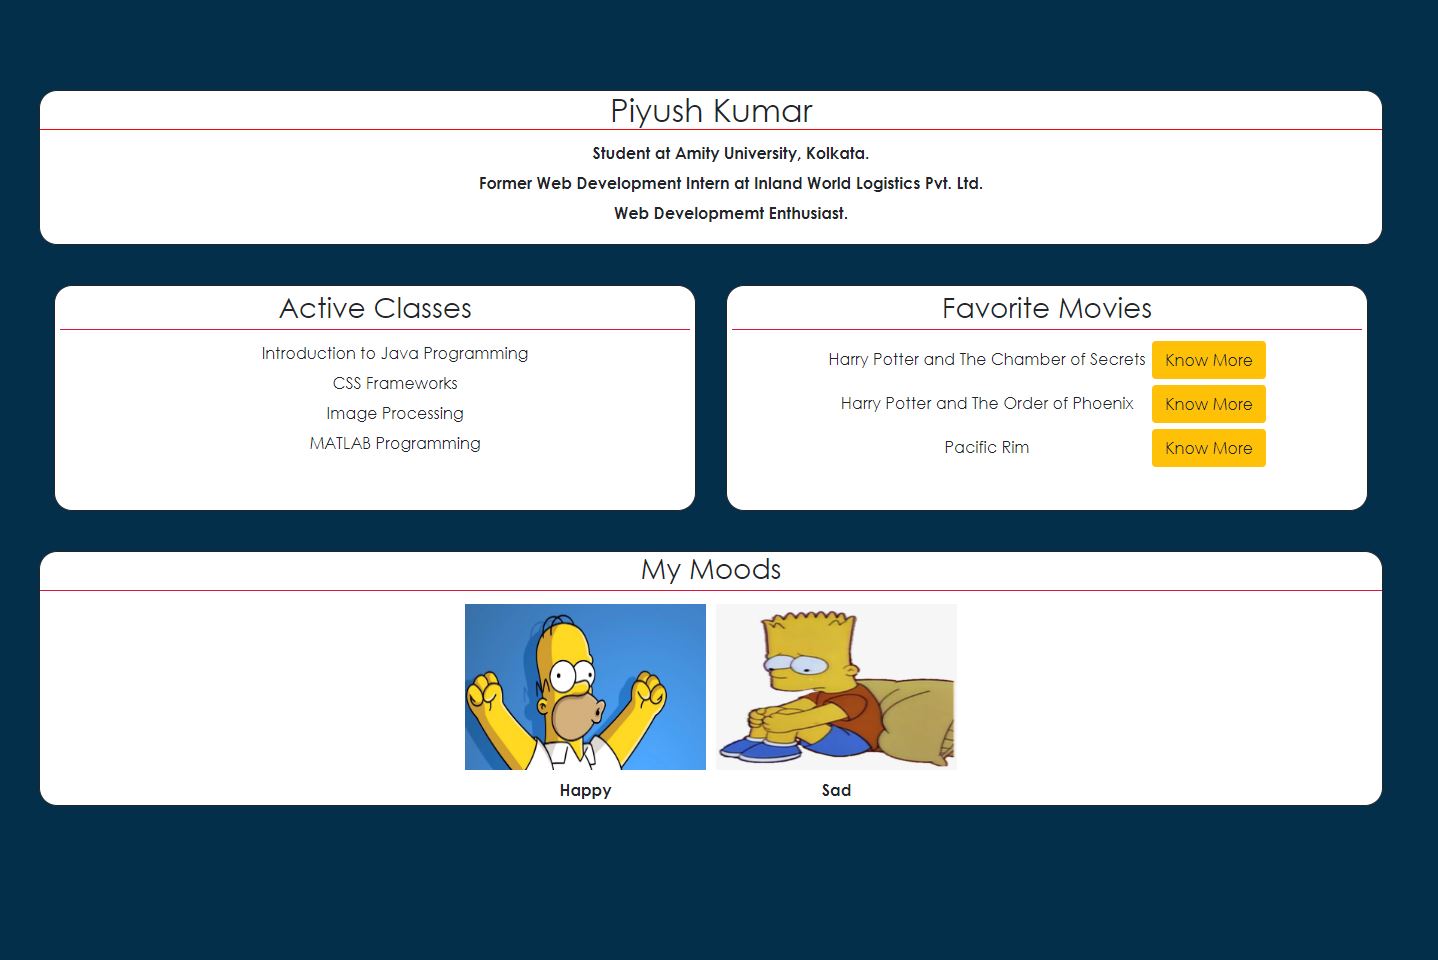 Piyush Kumar
Student at Amity University, Kolkata.
Former Web Development Intern at Inland World Logistics Pvt. Ltd.
Web Developmemt Enthusiast.
Active Classes
Introduction to Java Programming
CSS Frameworks
Image Processing
MATLAB Programming
Favorite Movies
Harry Potter and The Chamber of Secrets Know More
Harry Potter and The Order of Phoenix Know More
Pacific Rim Know More
My Moods
Happy Sad